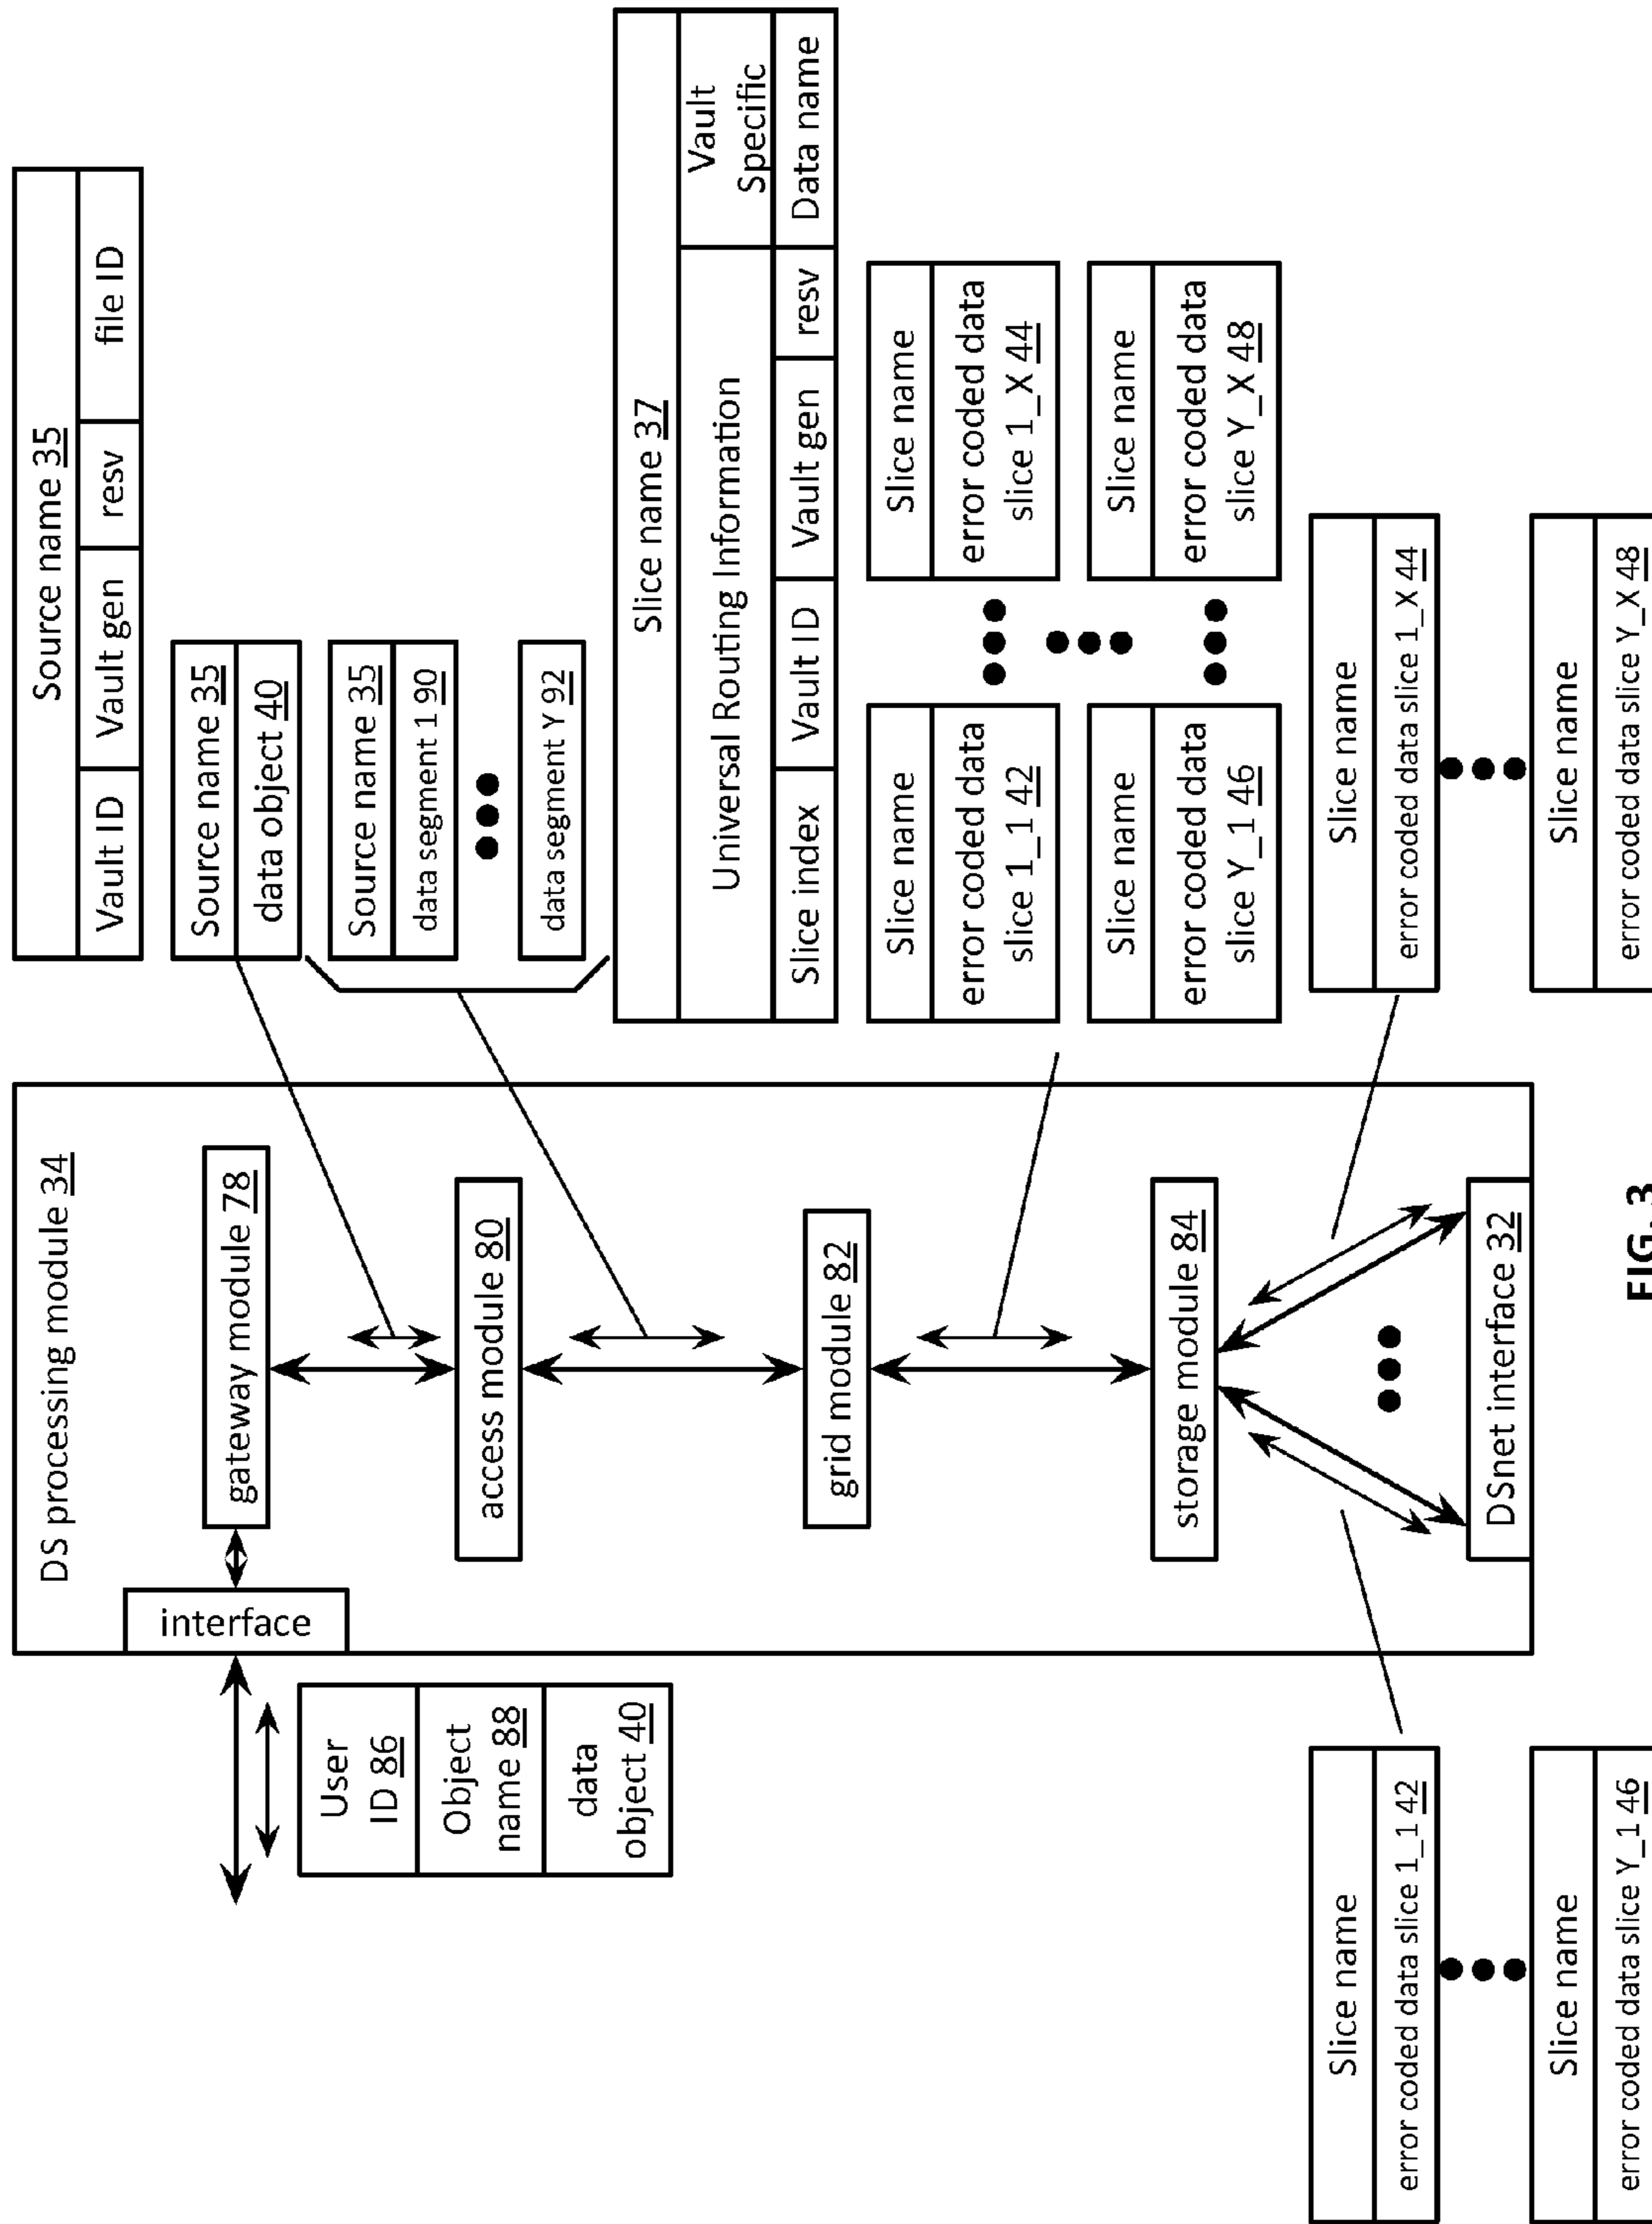 DS processing module 34
interface
gateway module 78
access module 80
grid module 82
storage module 84
DSnet interface 32
User
ID 86
Object
name 88
data
object 40
Source name 35
Vault ID
Vault gen
resv
file ID
Source name 35
data object 40
Source name 35
data segment 1 90
data segment Y 92
Slice name 37
Universal Routing Information
Vault
Specific
Slice index
Vault ID
Vault gen
resv
Data name
Slice name
error coded data
slice 1_1 42
Slice name
error coded data
slice 1_X 44
Slice name
error coded data
slice Y_1 46
Slice name
error coded data
slice Y_X 48
Slice name
error coded data slice 1_1 42
Slice name
error coded data slice Y_1 46
Slice name
error coded data slice 1_X 44
Slice name
error coded data slice Y_X 48
FIG. 3